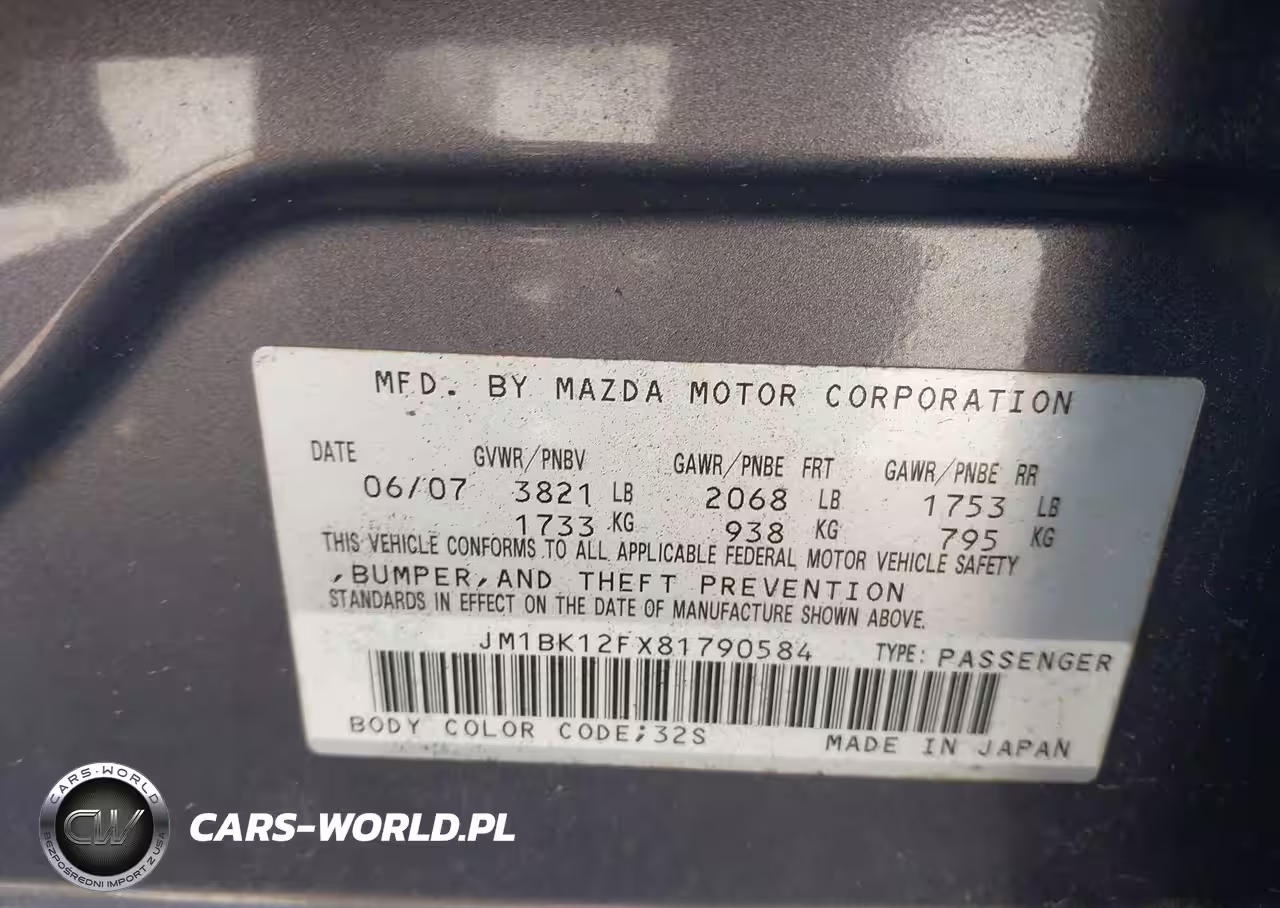 MFD. BY MAZDA MOTOR CORPORATION
DATE GVWR/PNBV GAWR/PNBE FRT GAWR/PNBE RR
06/07 3821 LB 2068 LB 1753 LB
1733 KG 938 KG 795 KG
THIS VEHICLE CONFORMS TO ALL APPLICABLE FEDERAL MOTOR VEHICLE SAFETY
,BUMPER,AND THEFT PREVENTION
STANDARDS IN EFFECT ON THE DATE OF MANUFACTURE SHOWN ABOVE.
JM1BK12FX81790584 TYPE: PASSENGER
BODY COLOR CODE;32S MADE IN JAPAN
CARS-WORLD
CW
BEZPOŚREDNI IMPORT Z USA
CARS-WORLD.PL